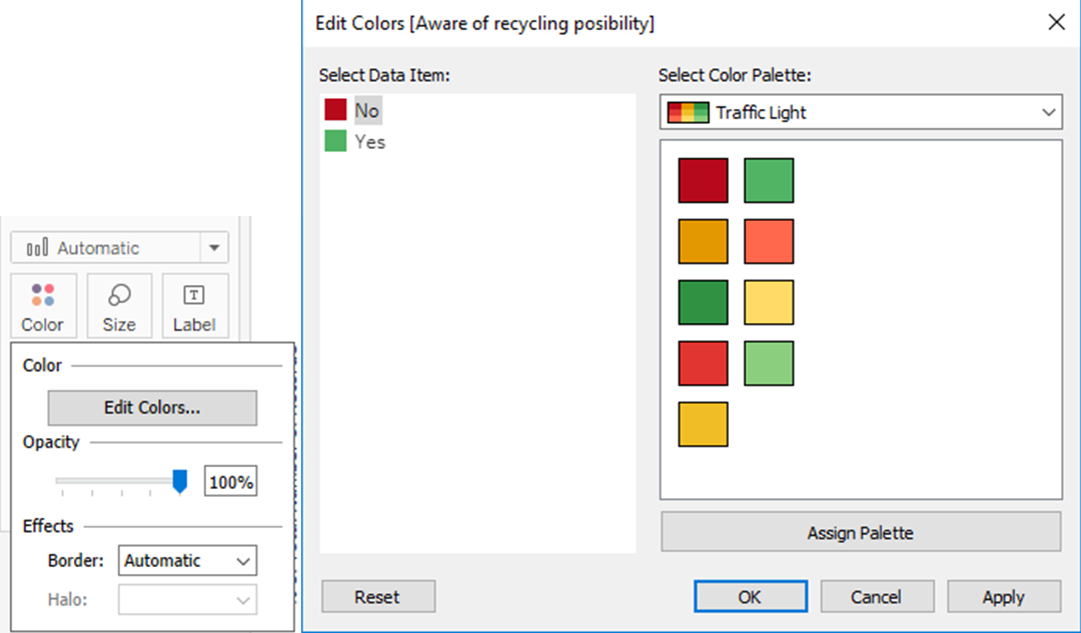 Automatic
Color
Size
T
Label
Color
Edit Colors...
Opacity
100%
Effects
Border: Automatic
Halo:
Edit Colors [Aware of recycling posibility]
Select Data Item:
No
Yes
Select Color Palette:
Traffic Light
Assign Palette
Reset
OK
Cancel
Apply